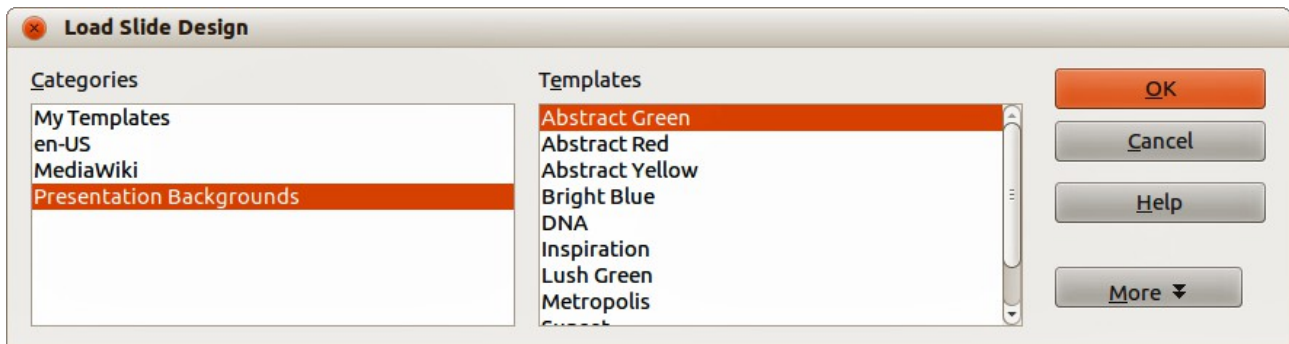 Load Slide Design
Categories
My Templates
en-US
MediaWiki
Presentation Backgrounds
Templates
Abstract Green
Abstract Red
Abstract Yellow
Bright Blue
DNA
Inspiration
Lush Green
Metropolis
OK
Cancel
Help
More